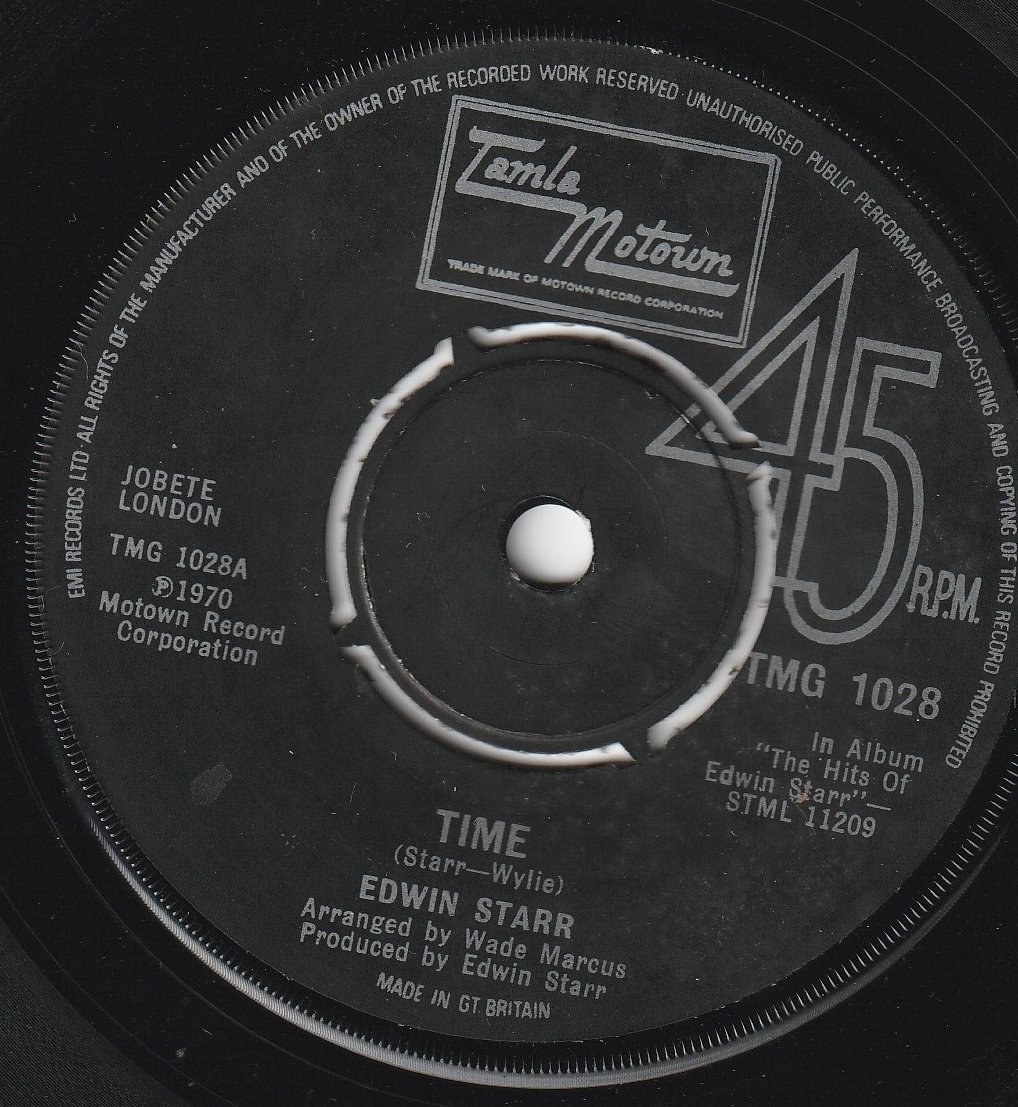 EMI RECORDS LTD · ALL RIGHTS OF THE MANUFACTURER AND OF THE OWNER OF THE RECORDED WORK RESERVED · UNAUTHORISED PUBLIC PERFORMANCE BROADCASTING AND COPYING OF THIS RECORD PROHIBITED
Tamla
Motown
TRADE MARK OF MOTOWN RECORD CORPORATION
45
R.P.M.
JOBETE
LONDON
TMG 1028A
℗1970
Motown Record
Corporation
TMG 1028
In Album
"The Hits Of
Edwin Starr"—
STML 11209
TIME
(Starr—Wylie)
EDWIN STARR
Arranged by Wade Marcus
Produced by Edwin Starr
MADE IN GT. BRITAIN